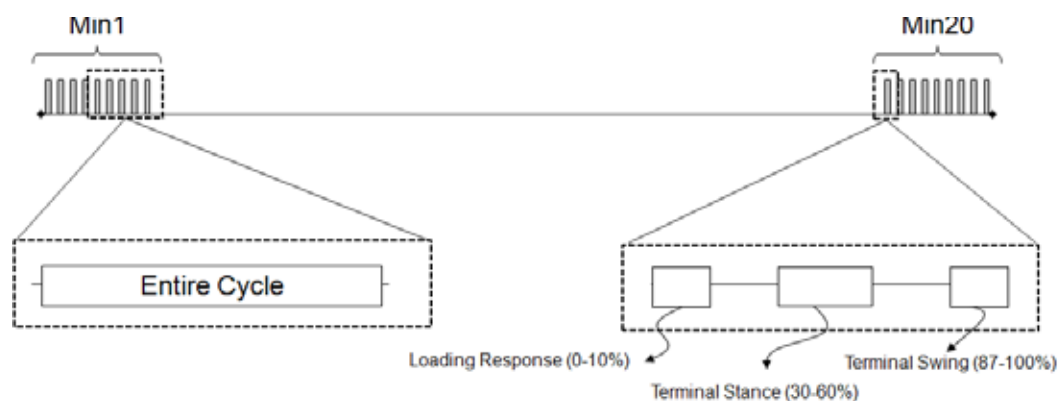 Min1
Min20
Entire Cycle
Loading Response (0-10%)
Terminal Stance (30-60%)
Terminal Swing (87-100%)